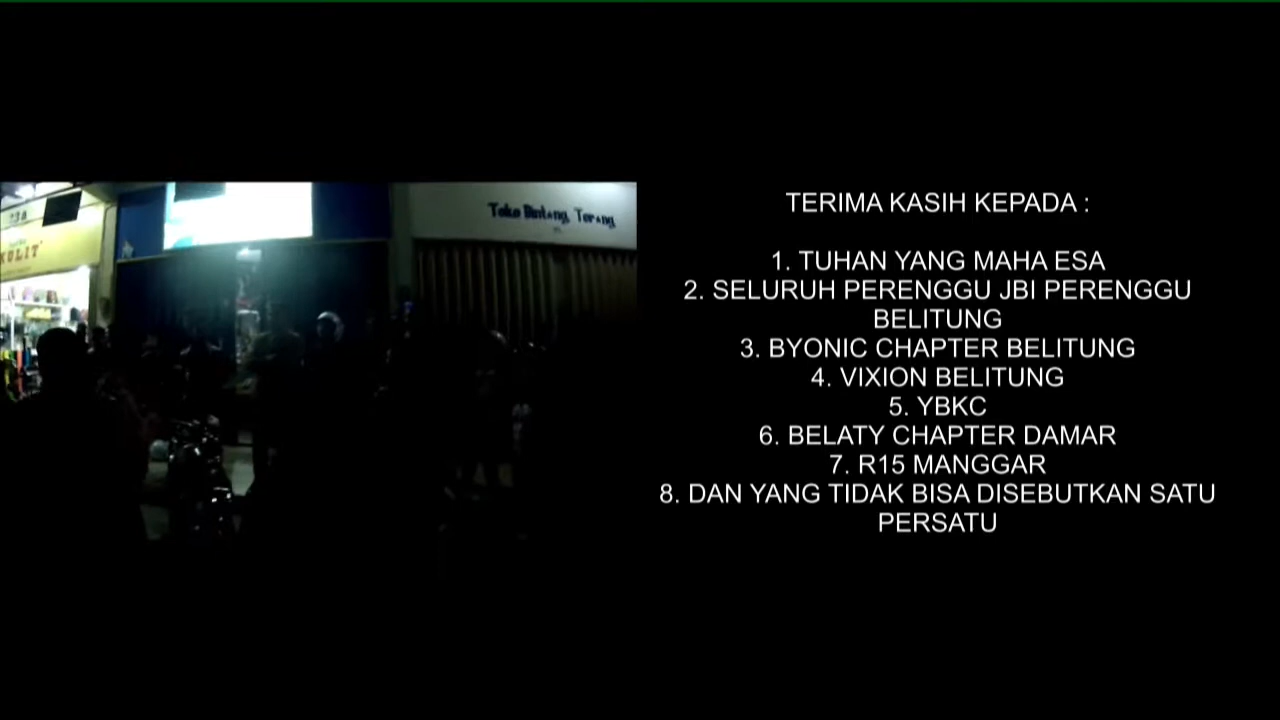 KULIT
Toko Bintang Terang
TERIMA KASIH KEPADA :
1. TUHAN YANG MAHA ESA
2. SELURUH PERENGGU JBI PERENGGU
BELITUNG
3. BYONIC CHAPTER BELITUNG
4. VIXION BELITUNG
5. YBKC
6. BELATY CHAPTER DAMAR
7. R15 MANGGAR
8. DAN YANG TIDAK BISA DISEBUTKAN SATU
PERSATU